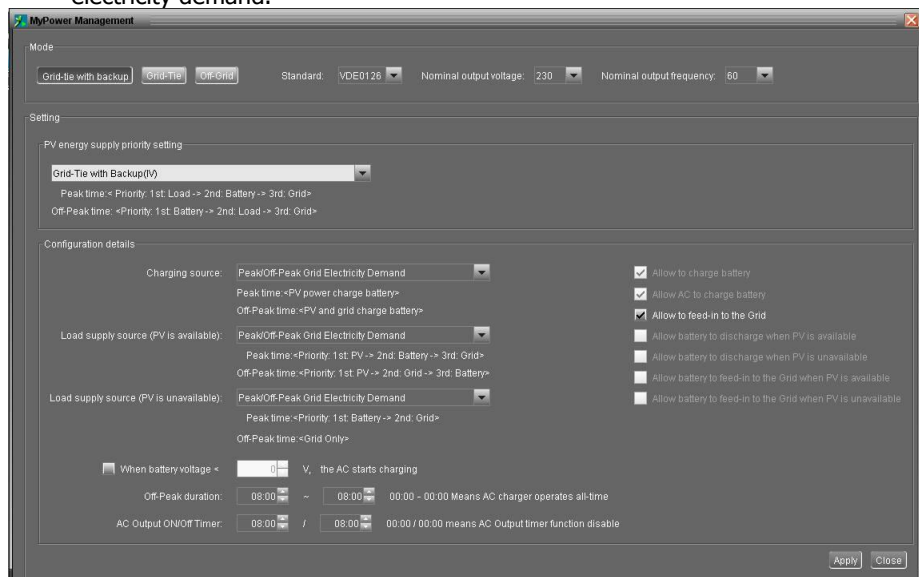 electricity demand.
MyPower Management
Mode
Grid-tie with backup Grid-Tie Off-Grid Standard: VDE0126 Nominal output voltage: 230 Nominal output frequency: 60
Setting
PV energy supply priority setting
Grid-Tie with Backup(IV)
Peak time:< Priority: 1st: Load -> 2nd: Battery -> 3rd: Grid>
Off-Peak time: <Priority: 1st: Battery -> 2nd: Load -> 3rd: Grid>
Configuration details
Charging source: Peak/Off-Peak Grid Electricity Demand Allow to charge battery
Peak time:<PV power charge battery> Allow AC to charge battery
Off-Peak time:<PV and grid charge battery> Allow to feed-in to the Grid
Load supply source (PV is available): Peak/Off-Peak Grid Electricity Demand Allow battery to discharge when PV is available
Peak time:<Priority: 1st: PV -> 2nd: Battery -> 3rd: Grid> Allow battery to discharge when PV is unavailable
Off-Peak time:<Priority: 1st: PV -> 2nd: Grid -> 3rd: Battery> Allow battery to feed-in to the Grid when PV is available
Load supply source (PV is unavailable): Peak/Off-Peak Grid Electricity Demand Allow battery to feed-in to the Grid when PV is unavailable
Peak time:<Priority: 1st: Battery -> 2nd: Grid>
Off-Peak time:<Grid Only>
When battery voltage < 0 V, the AC starts charging
Off-Peak duration: 08:00 ~ 08:00 00:00 - 00:00 Means AC charger operates all-time
AC Output ON/Off Timer: 08:00 / 08:00 00:00 / 00:00 means AC Output timer function disable
Apply Close